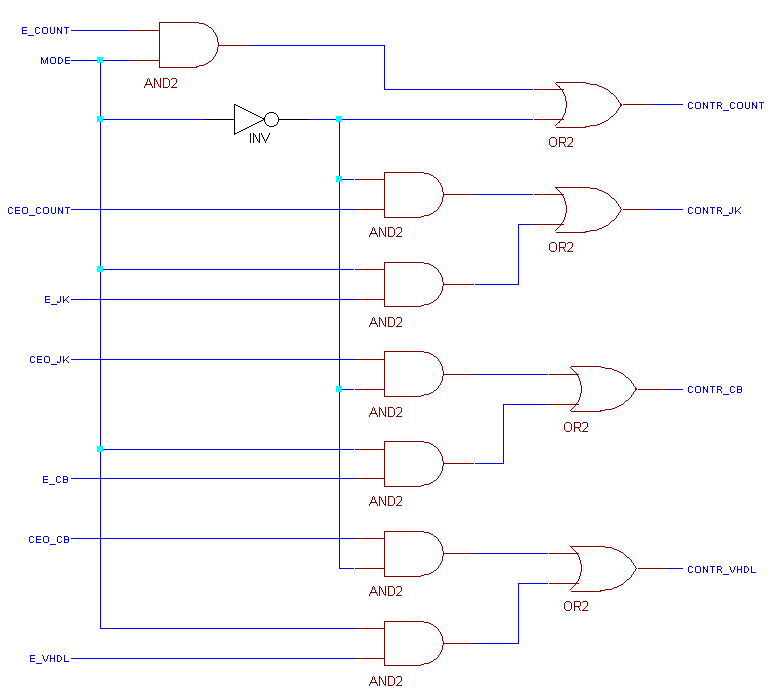 E_COUNT
MODE
AND2
CONTR_COUNT
INV
OR2
CEO_COUNT
CONTR_JK
AND2
OR2
E_JK
AND2
CEO_JK
CONTR_CB
AND2
OR2
E_CB
AND2
CEO_CB
CONTR_VHDL
AND2
OR2
E_VHDL
AND2